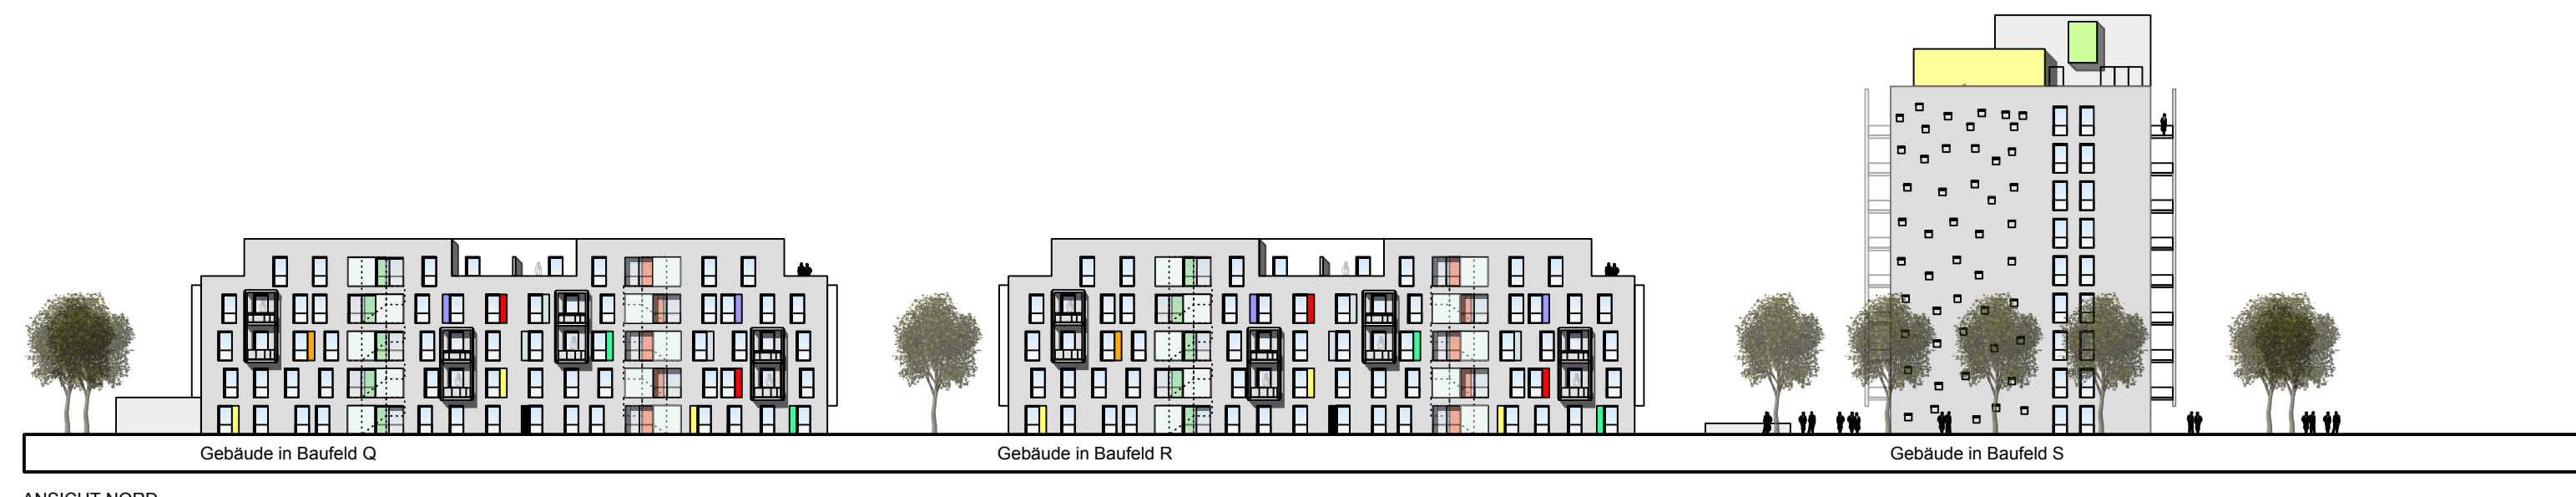 Gebäude in Baufeld Q
Gebäude in Baufeld R
Gebäude in Baufeld S
ANSICHT NORD